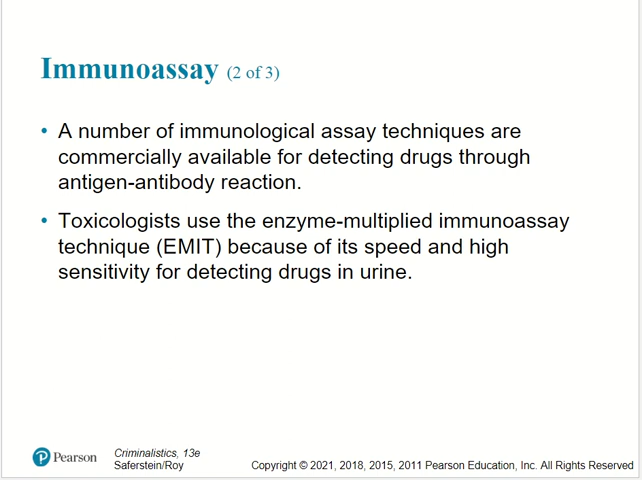 Immunoassay (2 of 3)
• A number of immunological assay techniques are
commercially available for detecting drugs through
antigen-antibody reaction.
• Toxicologists use the enzyme-multiplied immunoassay
technique (EMIT) because of its speed and high
sensitivity for detecting drugs in urine.
Pearson
Criminalistics, 13e
Saferstein/Roy
Copyright © 2021, 2018, 2015, 2011 Pearson Education, Inc. All Rights Reserved